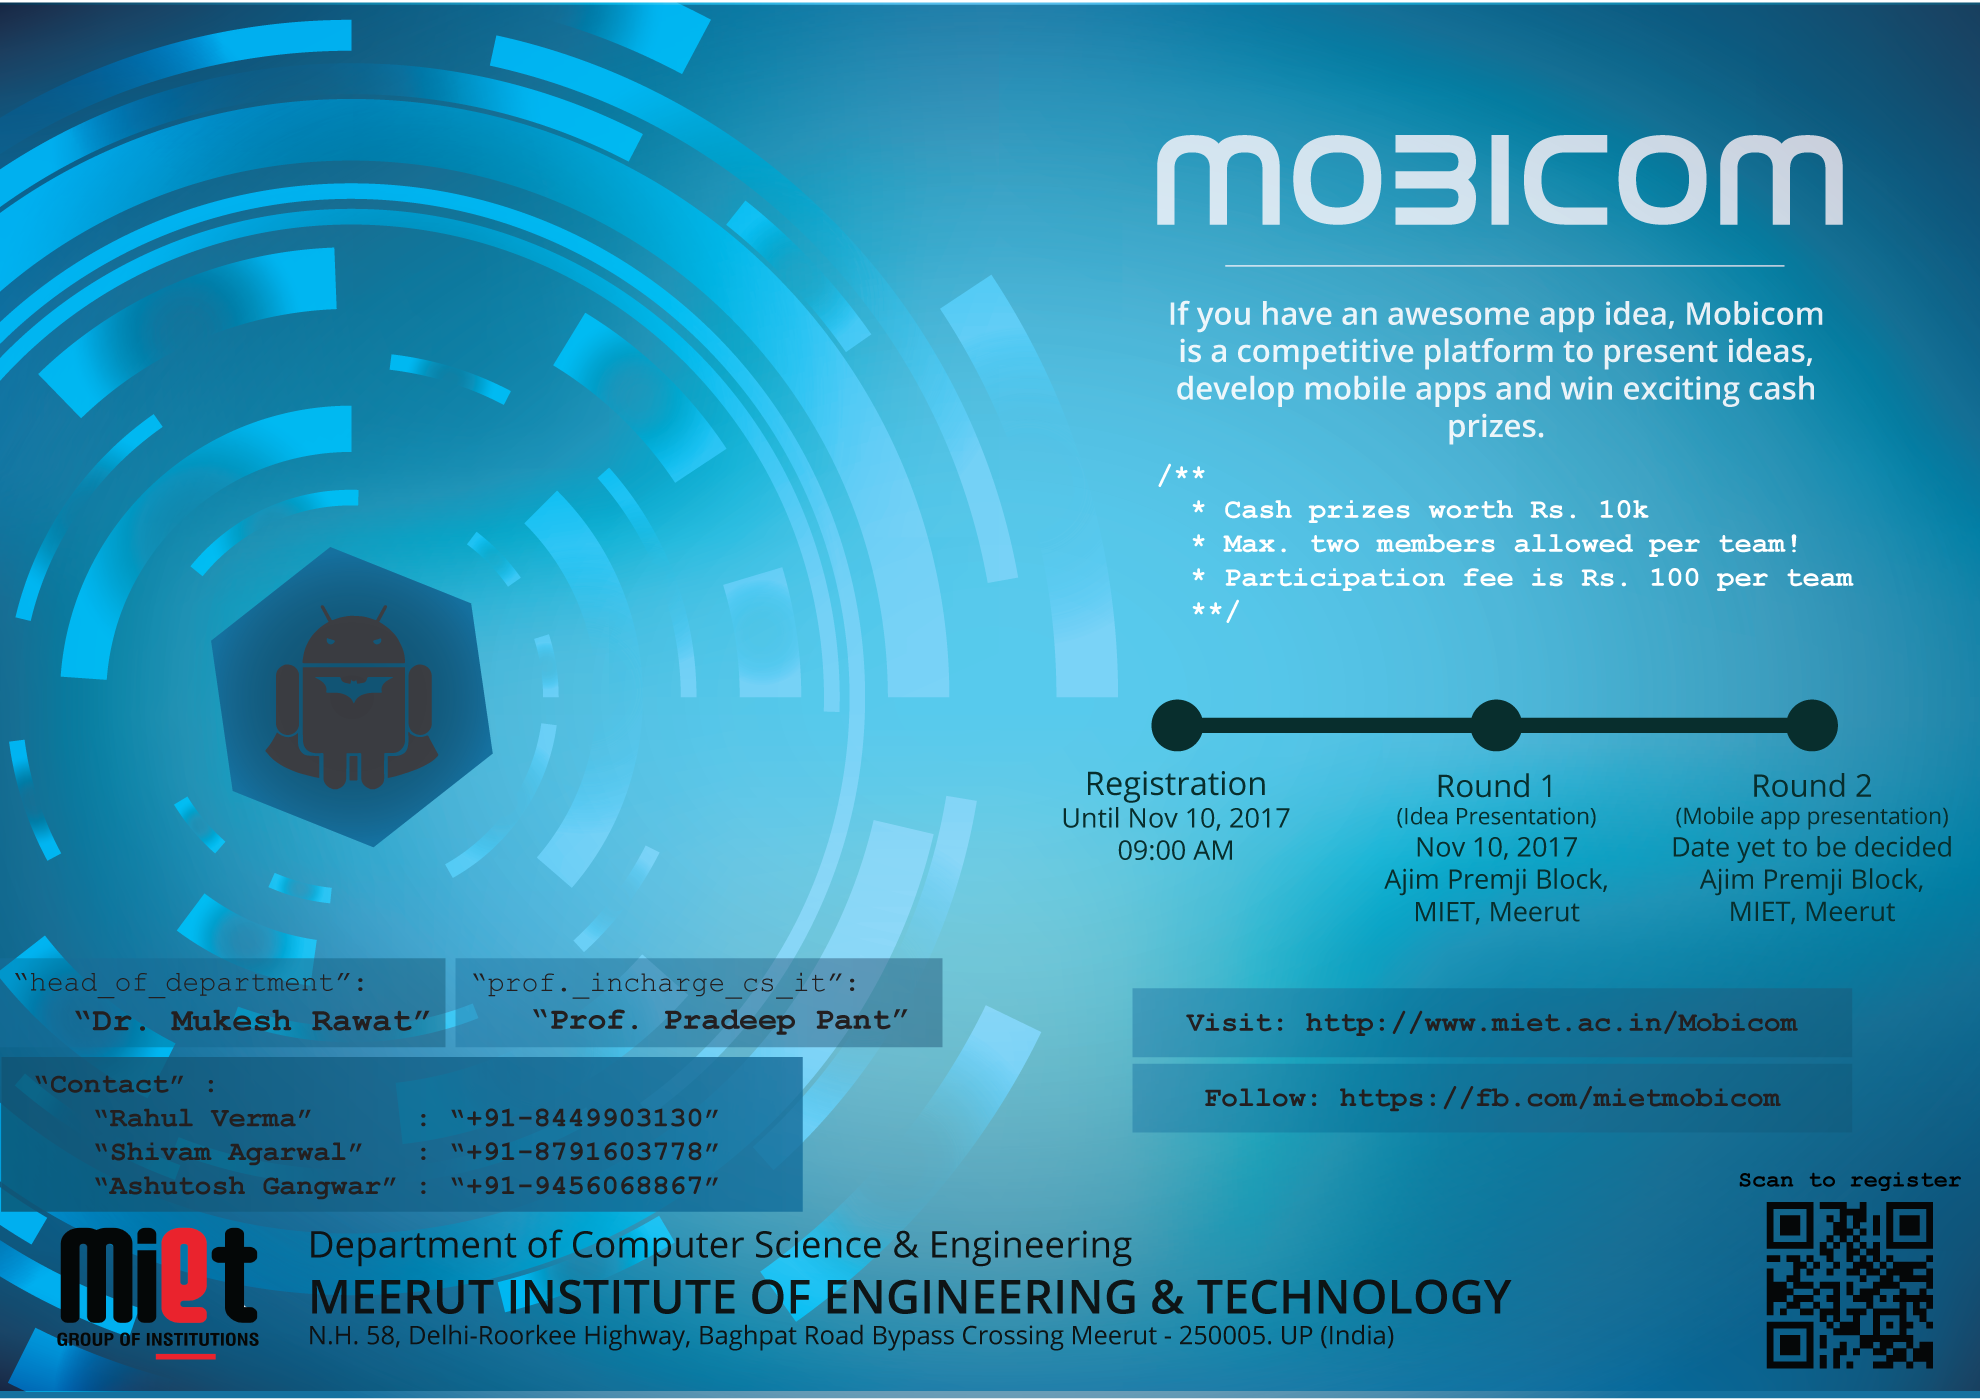 MOBICOM
If you have an awesome app idea, Mobicom
is a competitive platform to present ideas,
develop mobile apps and win exciting cash
prizes.
/**
* Cash prizes worth Rs. 10k
* Max. two members allowed per team!
* Participation fee is Rs. 100 per team
**/
Registration
Until Nov 10, 2017
09:00 AM
Round 1
(Idea Presentation)
Nov 10, 2017
Ajim Premji Block,
MIET, Meerut
Round 2
(Mobile app presentation)
Date yet to be decided
Ajim Premji Block,
MIET, Meerut
“head_of_department”:
“Dr. Mukesh Rawat”
“prof._incharge_cs_it”:
“Prof. Pradeep Pant”
“Contact” :
“Rahul Verma” : “+91-8449903130”
“Shivam Agarwal” : “+91-8791603778”
“Ashutosh Gangwar” : “+91-9456068867”
Visit: http://www.miet.ac.in/Mobicom
Follow: https://fb.com/mietmobicom
Scan to register
miet
GROUP OF INSTITUTIONS
Department of Computer Science & Engineering
MEERUT INSTITUTE OF ENGINEERING & TECHNOLOGY
N.H. 58, Delhi-Roorkee Highway, Baghpat Road Bypass Crossing Meerut - 250005. UP (India)